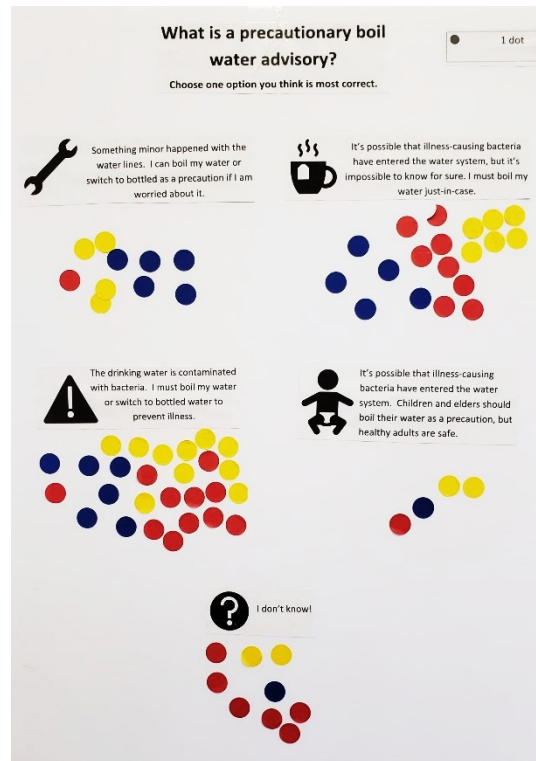 What is a precautionary boil
water advisory?
Choose one option you think is most correct.
1 dot
Something minor happened with the
water lines. I can boil my water or
switch to bottled as a precaution if I am
worried about it.
It's possible that illness-causing bacteria
have entered the water system, but it's
impossible to know for sure. I must boil my
water just-in-case.
The drinking water is contaminated
with bacteria. I must boil my water
or switch to bottled water to
prevent illness.
It's possible that illness-causing
bacteria have entered the water
system. Children and elders should
boil their water as a precaution, but
healthy adults are safe.
?
I don't know!